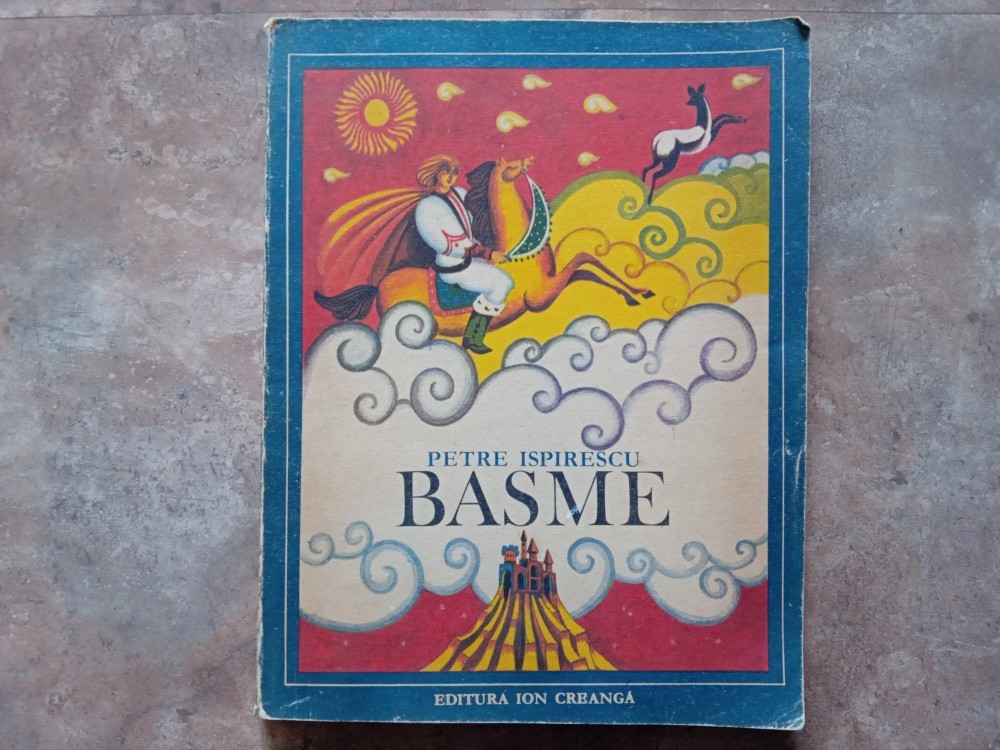 PETRE ISPIRESCU
BASME
EDITURA ION CREANGĂ